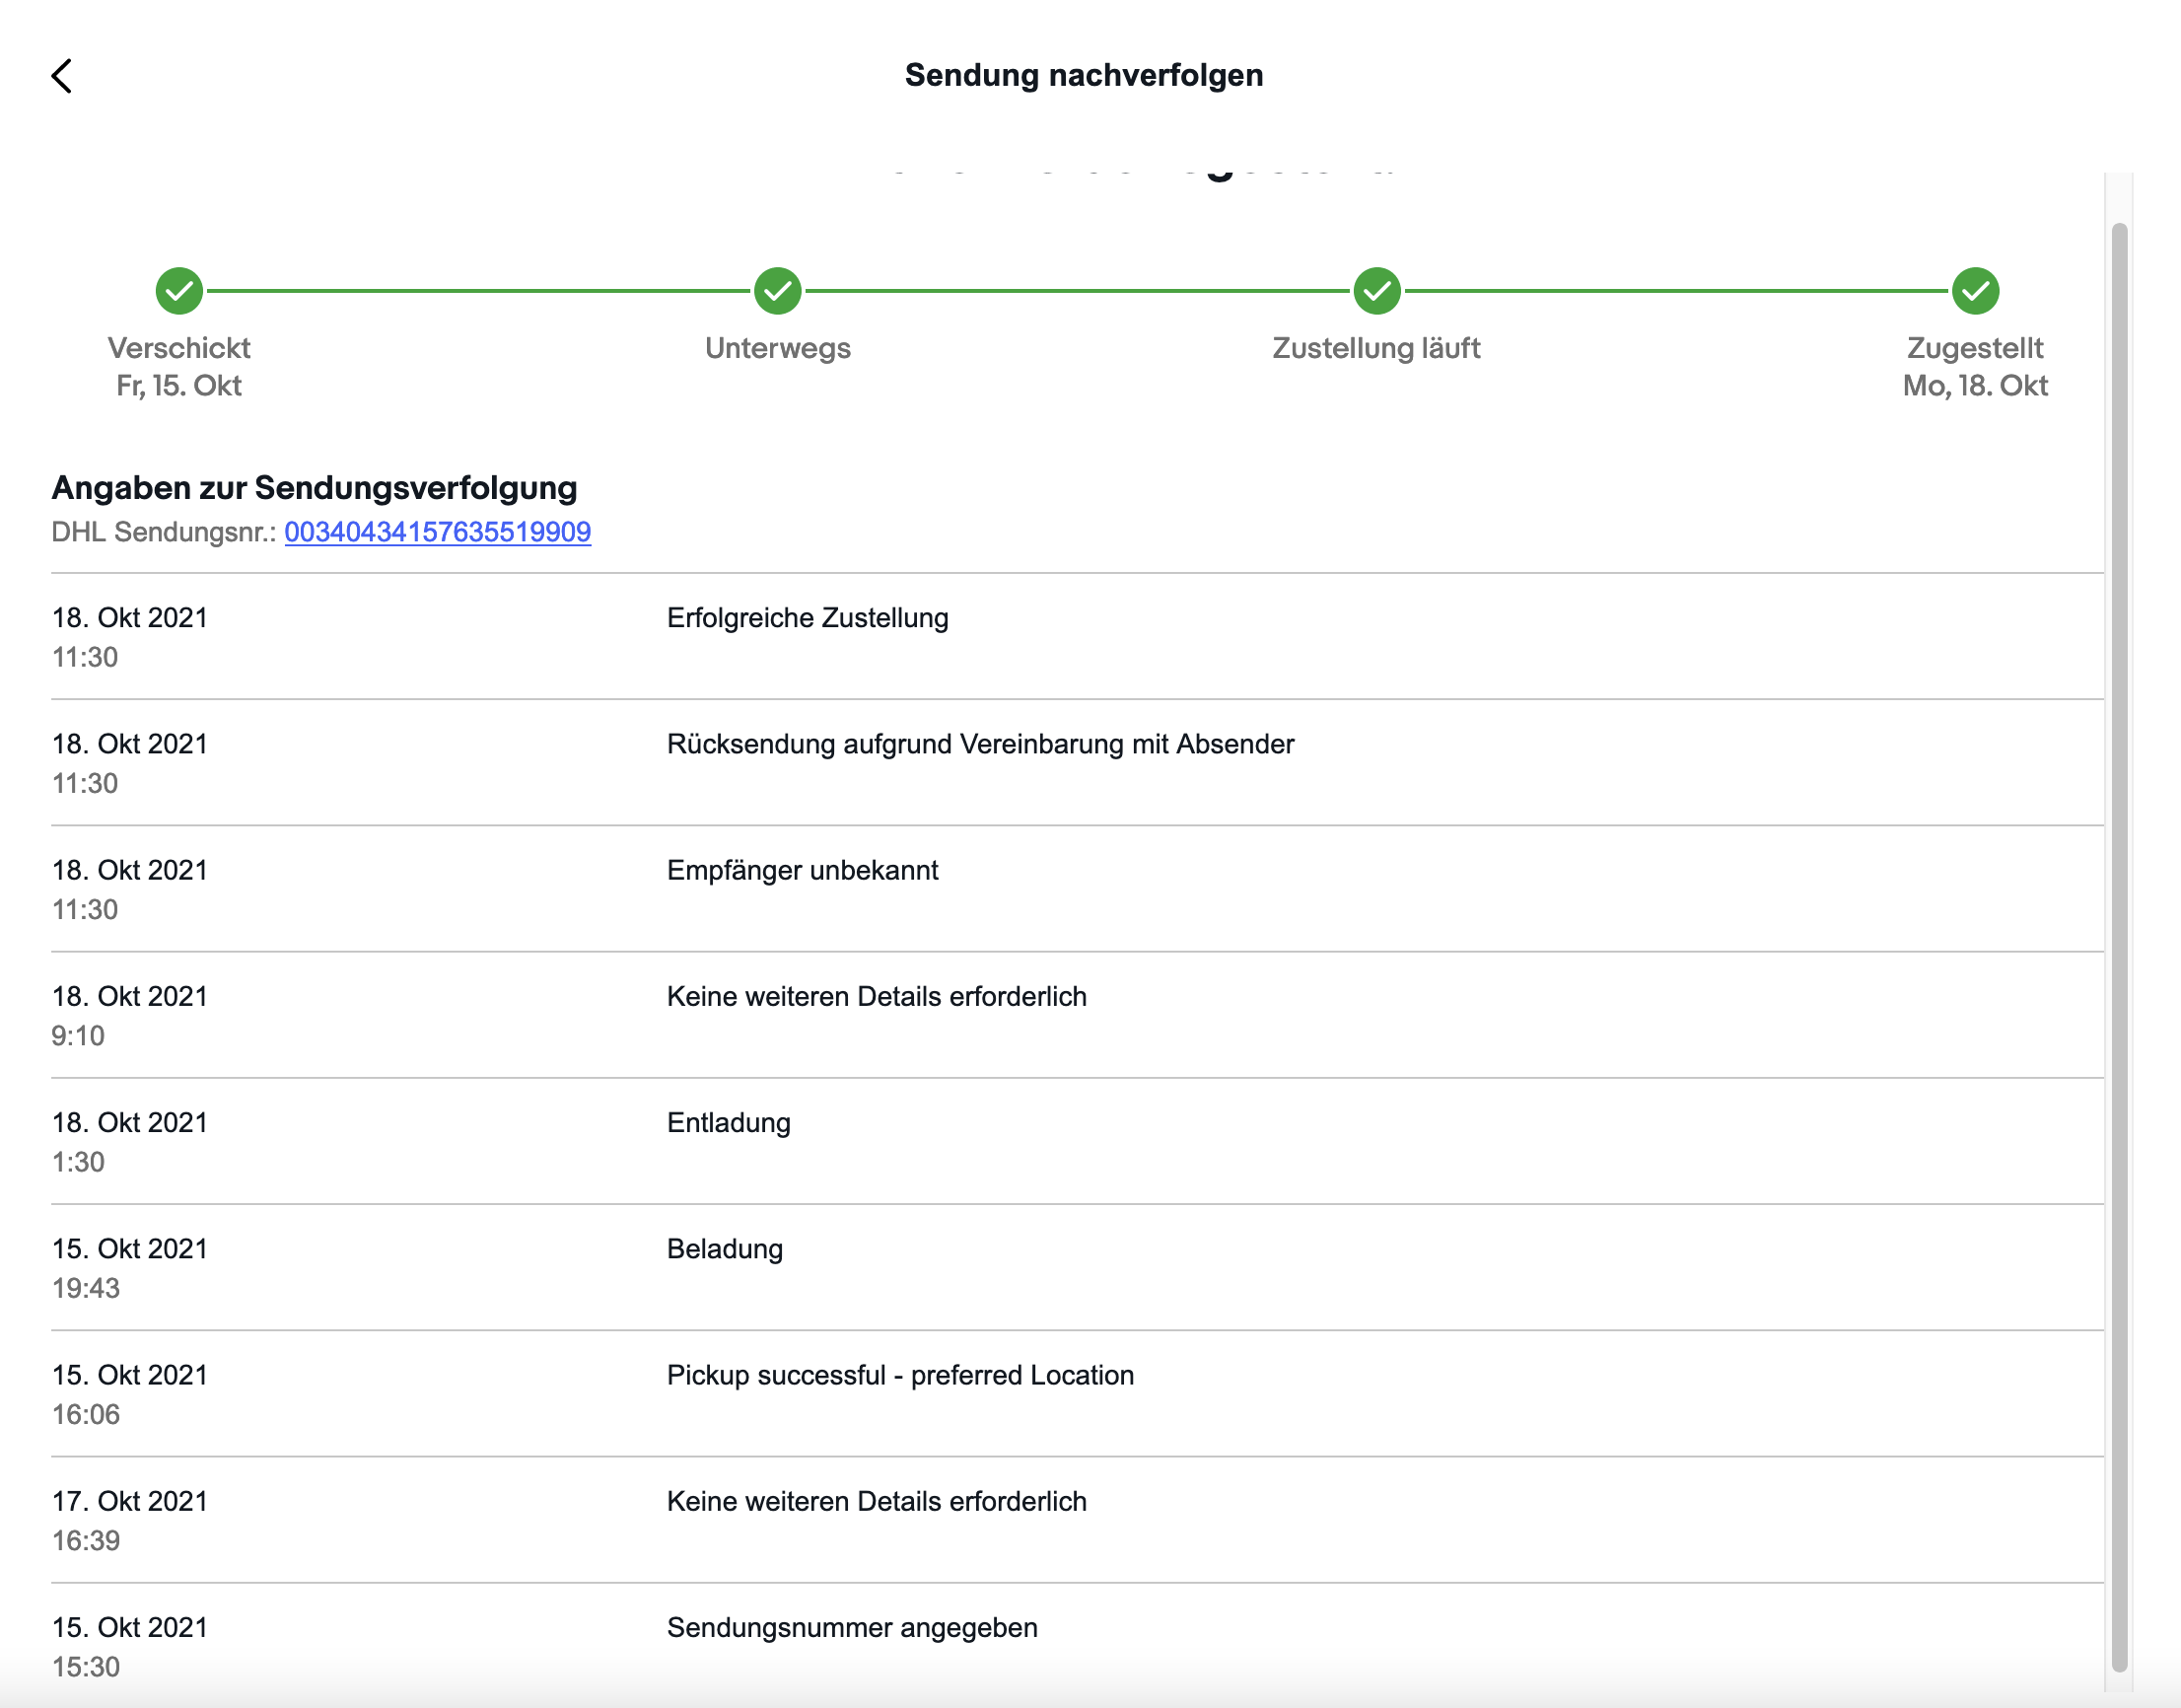 Sendung nachverfolgen
Verschickt
Fr, 15. Okt
Unterwegs
Zustellung läuft
Zugestellt
Mo, 18. Okt
Angaben zur Sendungsverfolgung
DHL Sendungsnr.: 00340434157635519909
18. Okt 2021 Erfolgreiche Zustellung
11:30
18. Okt 2021 Rücksendung aufgrund Vereinbarung mit Absender
11:30
18. Okt 2021 Empfänger unbekannt
11:30
18. Okt 2021 Keine weiteren Details erforderlich
9:10
18. Okt 2021 Entladung
1:30
15. Okt 2021 Beladung
19:43
15. Okt 2021 Pickup successful - preferred Location
16:06
17. Okt 2021 Keine weiteren Details erforderlich
16:39
15. Okt 2021 Sendungsnummer angegeben
15:30